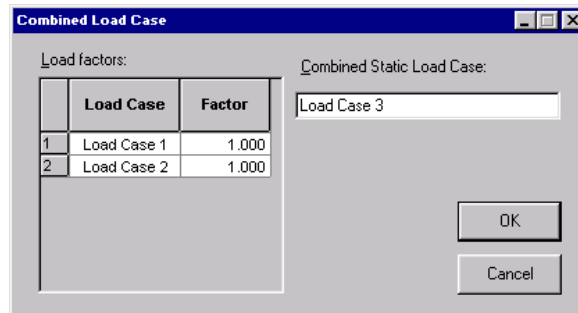 Combined Load Case
Load factors:
Load Case Factor
1 Load Case 1 1.000
2 Load Case 2 1.000
Combined Static Load Case:
Load Case 3
OK
Cancel